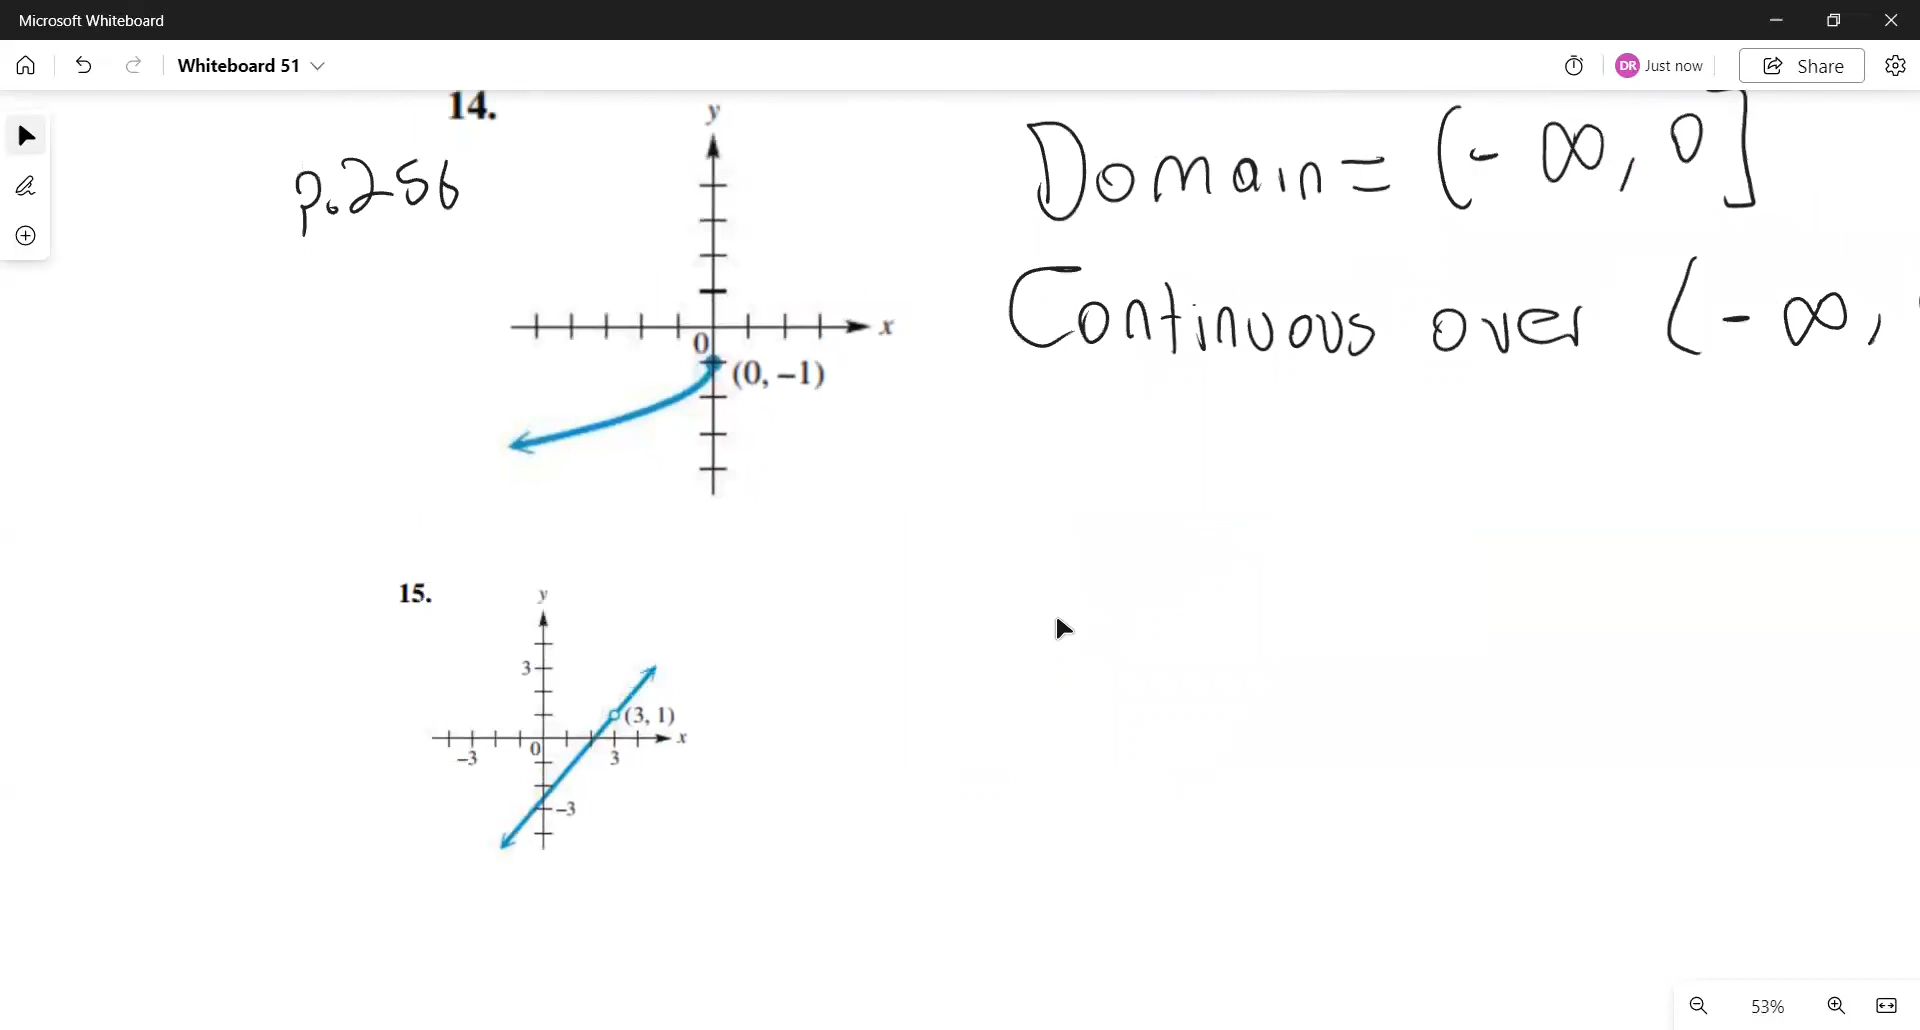 Microsoft Whiteboard
Whiteboard 51
DR Just now
Share
14.
p.256
y
x
0
(0, −1)
Domain = (- ∞, 0]
Continuous over (- ∞,
15.
y
3
(3, 1)
x
−3
0
3
−3
53%